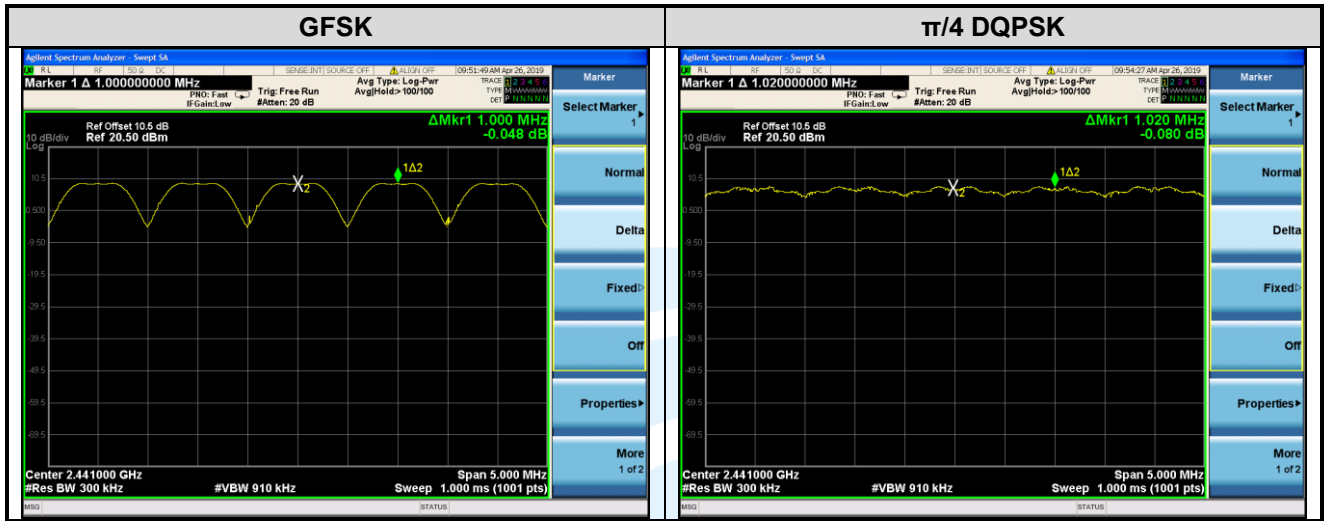 GFSK
π/4 DQPSK
Agilent Spectrum Analyzer - Swept SA
RL RF 50 Ω DC SENSE:INT SOURCE OFF ALIGN OFF 09:51:49 AM Apr 26, 2019
Marker 1 Δ 1.000000000 MHz
PNO: Fast
IFGain:Low
Trig: Free Run
#Atten: 20 dB
Avg Type: Log-Pwr
Avg|Hold:>100/100
TRACE 1 2 3 4 5 6
TYPE
DET P N N N N N
ΔMkr1 1.000 MHz
-0.048 dB
Ref Offset 10.5 dB
10 dB/div Ref 20.50 dBm
Log
10.5
0.500
-9.50
-19.5
-29.5
-39.5
-49.5
-59.5
-69.5
1Δ2
X2
Center 2.441000 GHz Span 5.000 MHz
#Res BW 300 kHz #VBW 910 kHz Sweep 1.000 ms (1001 pts)
MSG STATUS
Marker
Select Marker
1
Normal
Delta
Fixed
Off
Properties
More
1 of 2
Agilent Spectrum Analyzer - Swept SA
RL RF 50 Ω DC SENSE:INT SOURCE OFF ALIGN OFF 09:54:27 AM Apr 26, 2019
Marker 1 Δ 1.020000000 MHz
PNO: Fast
IFGain:Low
Trig: Free Run
#Atten: 20 dB
Avg Type: Log-Pwr
Avg|Hold:>100/100
TRACE 1 2 3 4 5 6
TYPE
DET P N N N N N
ΔMkr1 1.020 MHz
-0.080 dB
Ref Offset 10.5 dB
10 dB/div Ref 20.50 dBm
Log
10.5
0.500
-9.50
-19.5
-29.5
-39.5
-49.5
-59.5
-69.5
1Δ2
X2
Center 2.441000 GHz Span 5.000 MHz
#Res BW 300 kHz #VBW 910 kHz Sweep 1.000 ms (1001 pts)
MSG STATUS
Marker
Select Marker
1
Normal
Delta
Fixed
Off
Properties
More
1 of 2